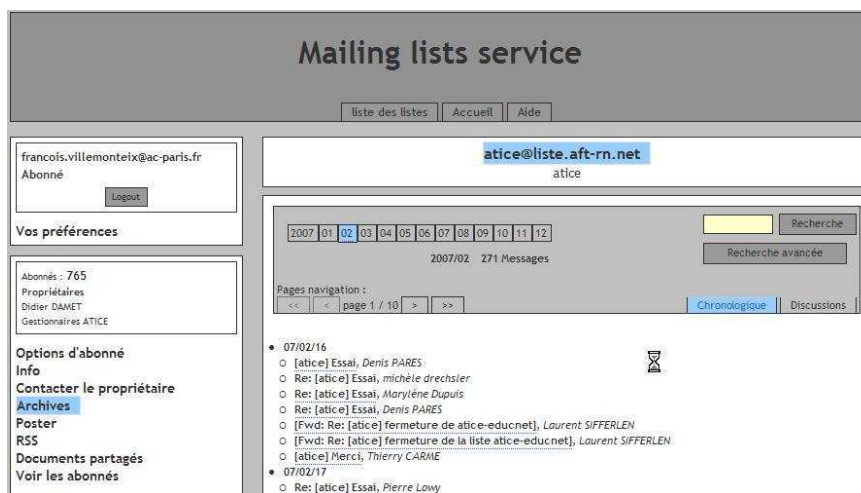 Mailing lists service
liste des listes Accueil Aide
francois.villemonteix@ac-paris.fr
Abonné
Logout
Vos préférences
Abonnés : 765
Propriétaires
Didier DAMET
Gestionnaires ATICE
Options d'abonné
Info
Contacter le propriétaire
Archives
Poster
RSS
Documents partagés
Voir les abonnés
atice@liste.aft-rn.net
atice
2007 01 02 03 04 05 06 07 08 09 10 11 12
Recherche
2007/02 271 Messages
Recherche avancée
Pages navigation :
<< < page 1 / 10 > >>
Chronologique Discussions
07/02/16
[atice] Essai, Denis PARES
Re: [atice] Essai, michèle drechsler
Re: [atice] Essai, Marylène Dupuis
Re: [atice] Essai, Denis PARES
[Fwd: Re: [atice] fermeture de atice-educnet], Laurent SIFFERLEN
[Fwd: Re: [atice] fermeture de la liste atice-educnet], Laurent SIFFERLEN
[atice] Merci, Thierry CARME
07/02/17
Re: [atice] Essai, Pierre Lowy